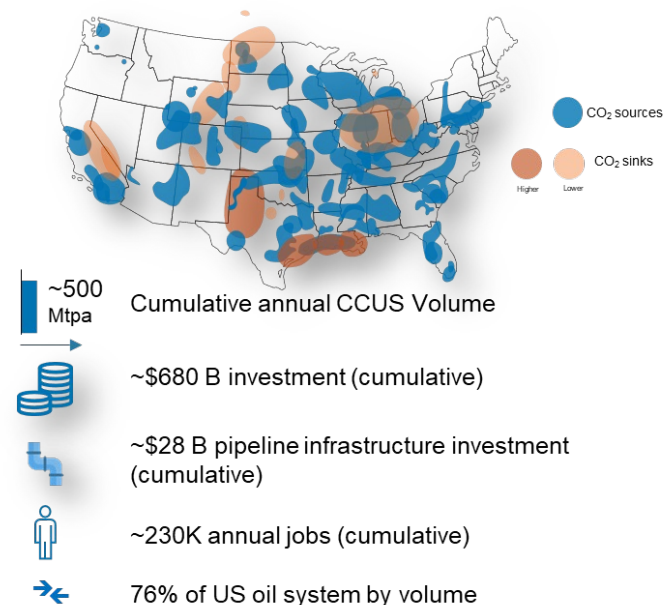 CO₂ sources
CO₂ sinks
Higher
Lower
~500
Mtpa
Cumulative annual CCUS Volume
~$680 B investment (cumulative)
~$28 B pipeline infrastructure investment
(cumulative)
~230K annual jobs (cumulative)
76% of US oil system by volume